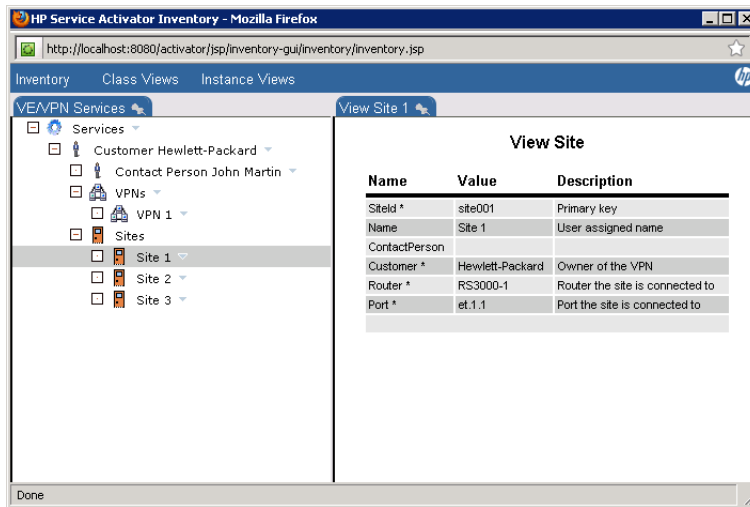 HP Service Activator Inventory - Mozilla Firefox
http://localhost:8080/activator/jsp/inventory-gui/inventory/inventory.jsp
Inventory Class Views Instance Views
hp
VE/VPN Services
Services
Customer Hewlett-Packard
Contact Person John Martin
VPNs
VPN 1
Sites
Site 1
Site 2
Site 3
View Site 1
View Site
Name Value Description
SiteId * site001 Primary key
Name Site 1 User assigned name
ContactPerson
Customer * Hewlett-Packard Owner of the VPN
Router * RS3000-1 Router the site is connected to
Port * et.1.1 Port the site is connected to
Done